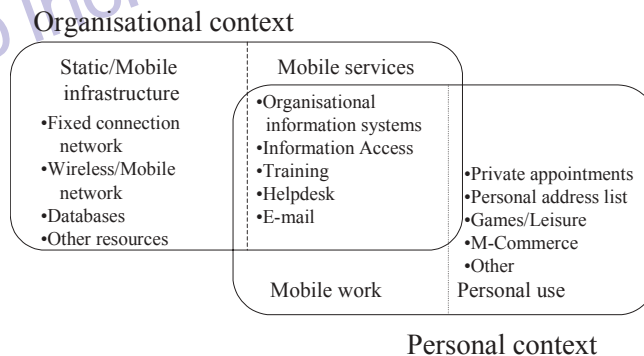 Organisational context
Static/Mobile
infrastructure
•Fixed connection
network
•Wireless/Mobile
network
•Databases
•Other resources
Mobile services
•Organisational
information systems
•Information Access
•Training
•Helpdesk
•E-mail
•Private appointments
•Personal address list
•Games/Leisure
•M-Commerce
•Other
Mobile work
Personal use
Personal context